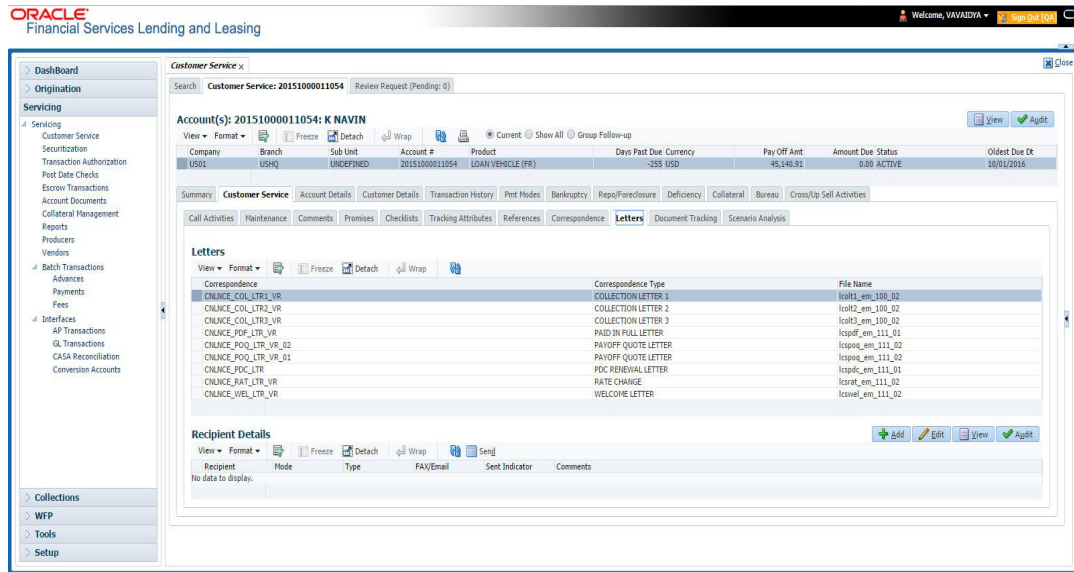 ORACLE
Financial Services Lending and Leasing
Welcome, VAVAIDYA
Sign Out [QA
Close
DashBoard
Origination
Servicing
Servicing
Customer Service
Securitization
Transaction Authorization
Post Date Checks
Escrow Transactions
Account Documents
Collateral Management
Reports
Producers
Vendors
Batch Transactions
Advances
Payments
Fees
Interfaces
AP Transactions
GL Transactions
CASA Reconciliation
Conversion Accounts
Collections
WFP
Tools
Setup
Customer Service x
Search Customer Service: 20151000011054 Review Request (Pending: 0)
Account(s): 20151000011054: K NAVIN
View Audit
View Format Freeze Detach Wrap Current Show All Group Follow-up
Company Branch Sub Unit Account # Product Days Past Due Currency Pay Off Amt Amount Due Status Oldest Due Dt
US01 USHQ UNDEFINED 20151000011054 LOAN VEHICLE (FR) -255 USD 45,140.91 0.00 ACTIVE 10/01/2016
Summary Customer Service Account Details Customer Details Transaction History Pmt Modes Bankruptcy Repo/Foreclosure Deficiency Collateral Bureau Cross/Up Sell Activities
Call Activities Maintenance Comments Promises Checklists Tracking Attributes References Correspondence Letters Document Tracking Scenario Analysis
Letters
View Format Freeze Detach Wrap
Correspondence Correspondence Type File Name
CNLNCE_COL_LTR1_VR COLLECTION LETTER 1 lcolt1_em_100_02
CNLNCE_COL_LTR2_VR COLLECTION LETTER 2 lcolt2_em_100_02
CNLNCE_COL_LTR3_VR COLLECTION LETTER 3 lcolt3_em_100_02
CNLNCE_PDF_LTR_VR PAID IN FULL LETTER lcspdf_em_111_01
CNLNCE_POQ_LTR_VR_02 PAYOFF QUOTE LETTER lcspoq_em_111_02
CNLNCE_POQ_LTR_VR_01 PAYOFF QUOTE LETTER lcspoq_em_111_02
CNLNCE_PDC_LTR PDC RENEWAL LETTER lcspdc_em_111_01
CNLNCE_RAT_LTR_VR RATE CHANGE lcsrat_em_111_02
CNLNCE_WEL_LTR_VR WELCOME LETTER lcswel_em_111_02
Recipient Details
Add Edit View Audit
View Format Freeze Detach Wrap Send
Recipient Mode Type FAX/Email Sent Indicator Comments
No data to display.